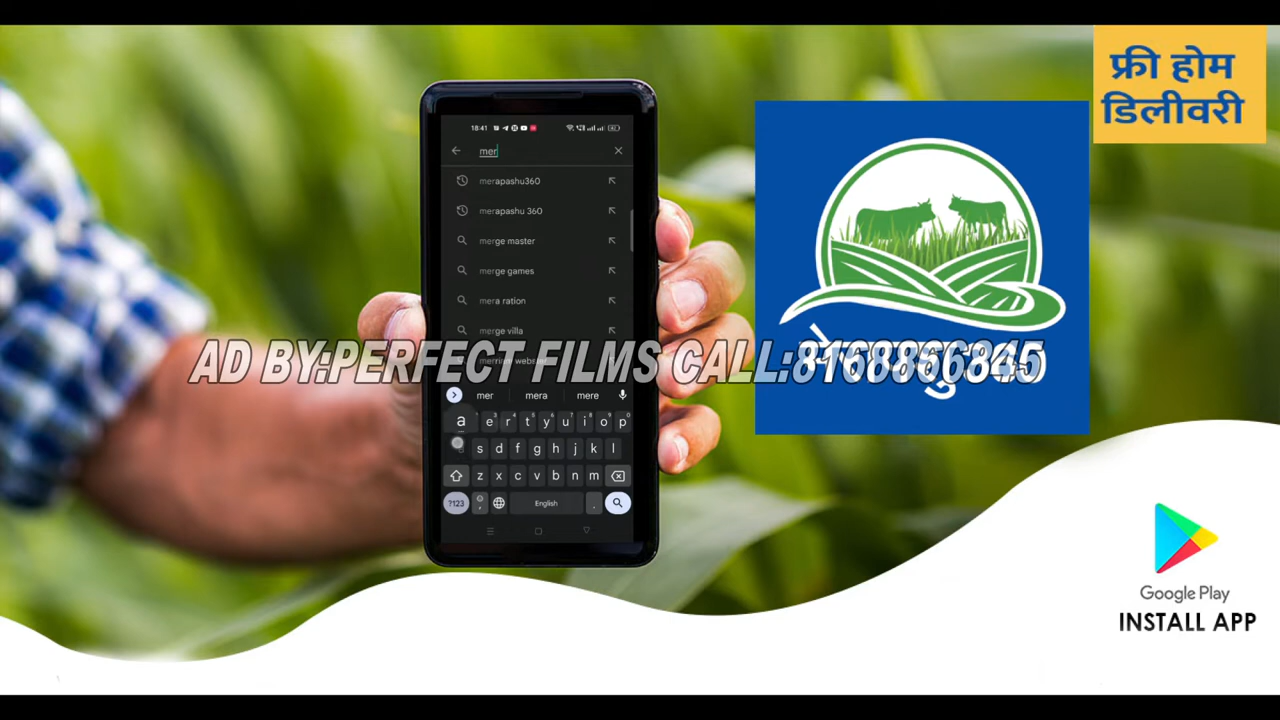 फ्री होम
डिलीवरी
18:41
mer
merapashu360
merapashu 360
merge master
merge games
mera ration
merge villa
AD BY:PERFECT FILMS CALL:8168866845
mer mera mere
a e r t y u i o p
s d f g h j k l
z x c v b n m
?123 , English .
Google Play
INSTALL APP